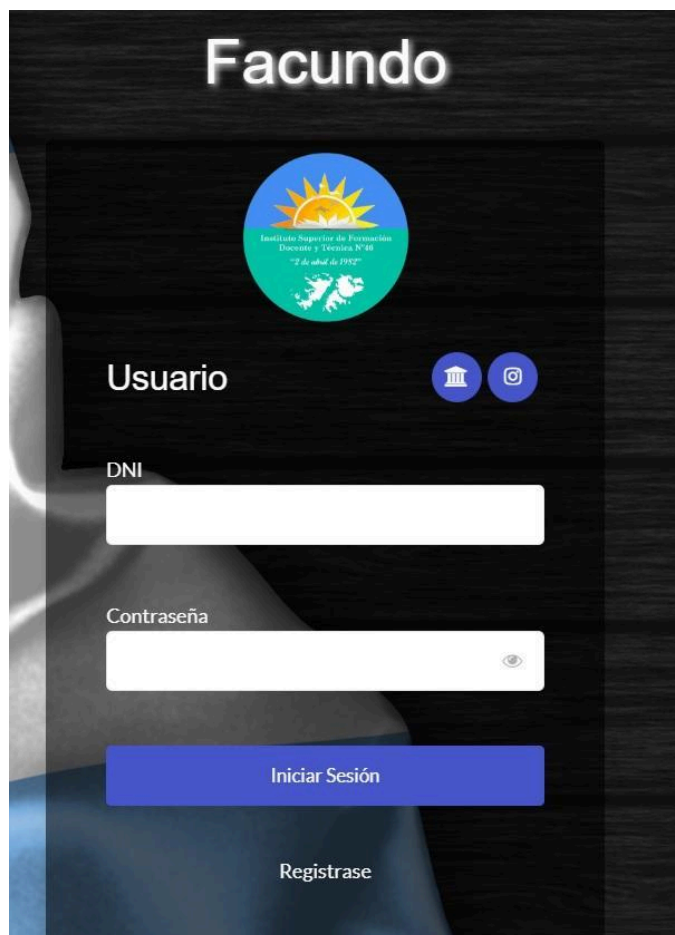 Facundo
Instituto Superior de Formación
Docente y Técnica N°46
"2 de abril de 1982"
Usuario
DNI
Contraseña
Iniciar Sesión
Registrase